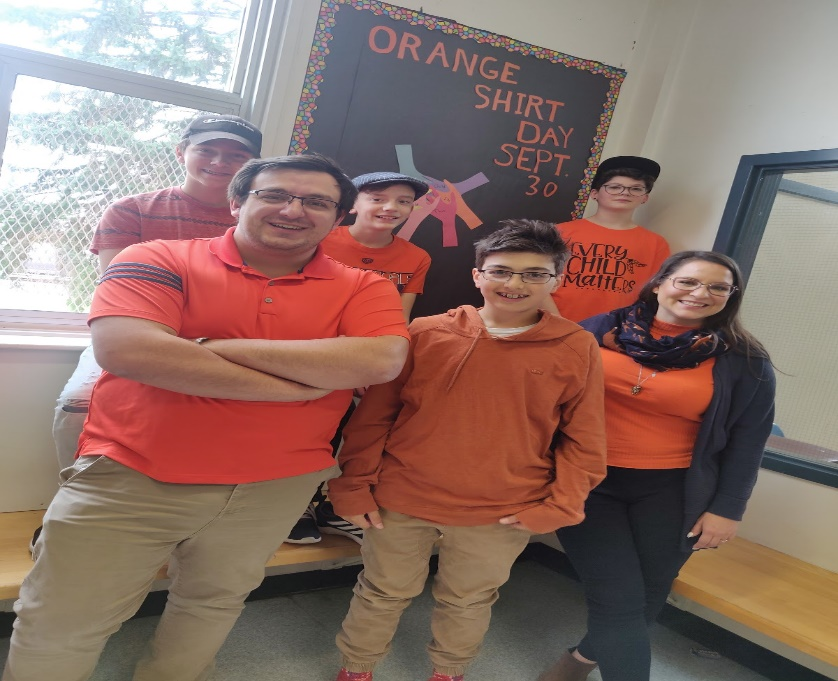 ORANGE
SHIRT
DAY
SEPT.
30
EVERY
CHILD
MATTERS